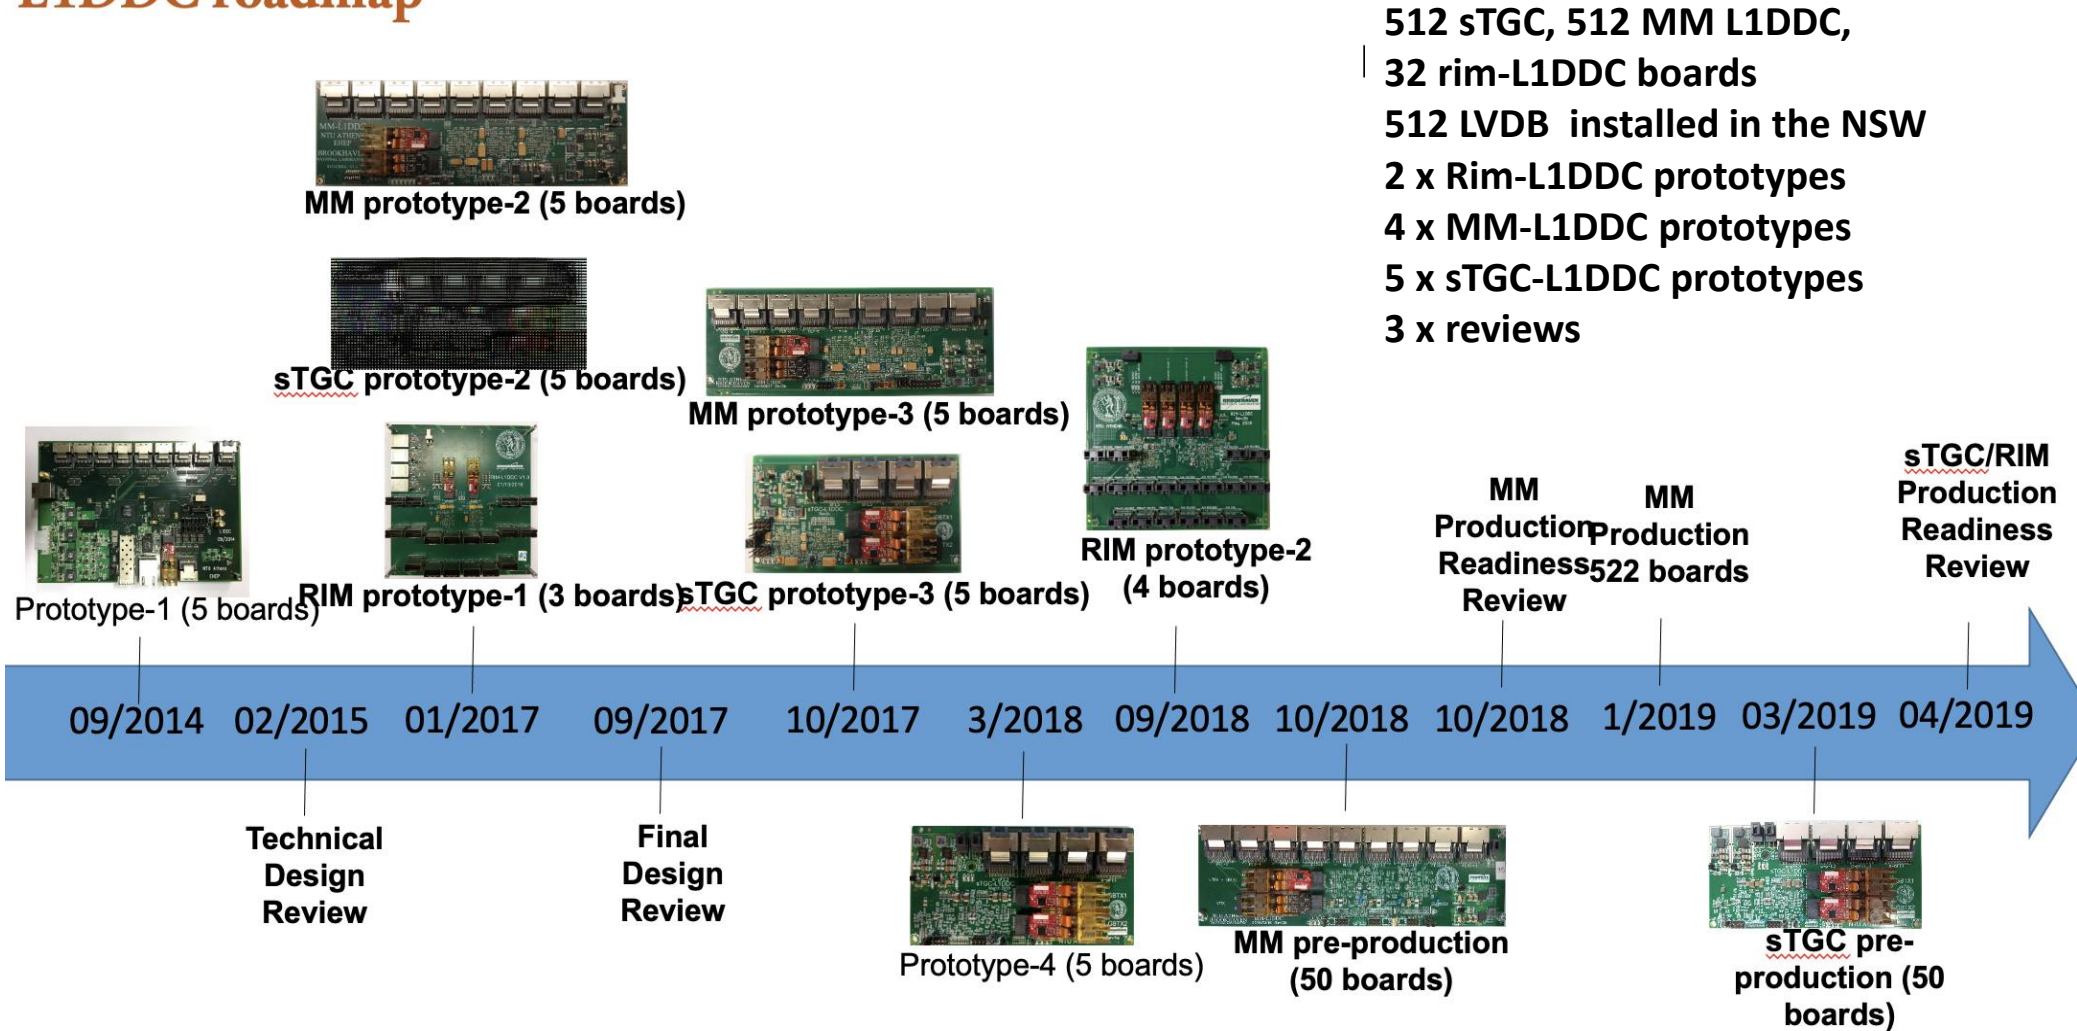 L1DDC roadmap
512 sTGC, 512 MM L1DDC,
32 rim-L1DDC boards
512 LVDB installed in the NSW
2 x Rim-L1DDC prototypes
4 x MM-L1DDC prototypes
5 x sTGC-L1DDC prototypes
3 x reviews
MM prototype-2 (5 boards)
sTGC prototype-2 (5 boards)
MM prototype-3 (5 boards)
Prototype-1 (5 boards)
RIM prototype-1 (3 boards)
sTGC prototype-3 (5 boards)
RIM prototype-2
(4 boards)
MM
Production
Readiness
Review
MM
Production
522 boards
sTGC/RIM
Production
Readiness
Review
09/2014
02/2015
01/2017
09/2017
10/2017
3/2018
09/2018
10/2018
10/2018
1/2019
03/2019
04/2019
Technical
Design
Review
Final
Design
Review
Prototype-4 (5 boards)
MM pre-production
(50 boards)
sTGC pre-
production (50
boards)